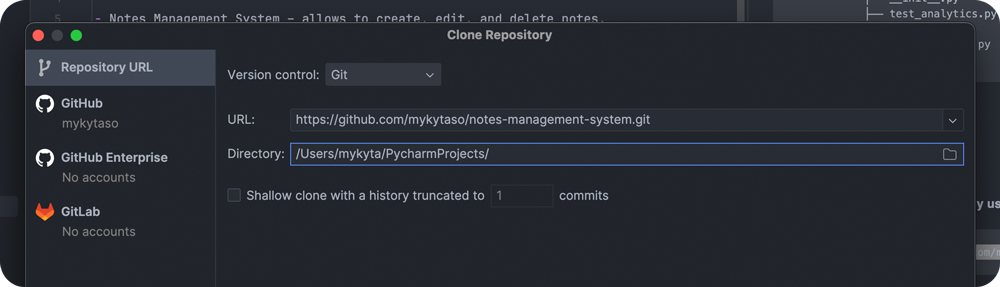 5
- Notes Management System - allows to create, edit, and delete notes.
test_analytics.py
.py
Clone Repository
Repository URL
Version control: Git
GitHub
mykytaso
URL: https://github.com/mykytaso/notes-management-system.git
Directory: /Users/mykyta/PycharmProjects/
GitHub Enterprise
No accounts
Shallow clone with a history truncated to 1 commits
GitLab
No accounts
y us
om/m